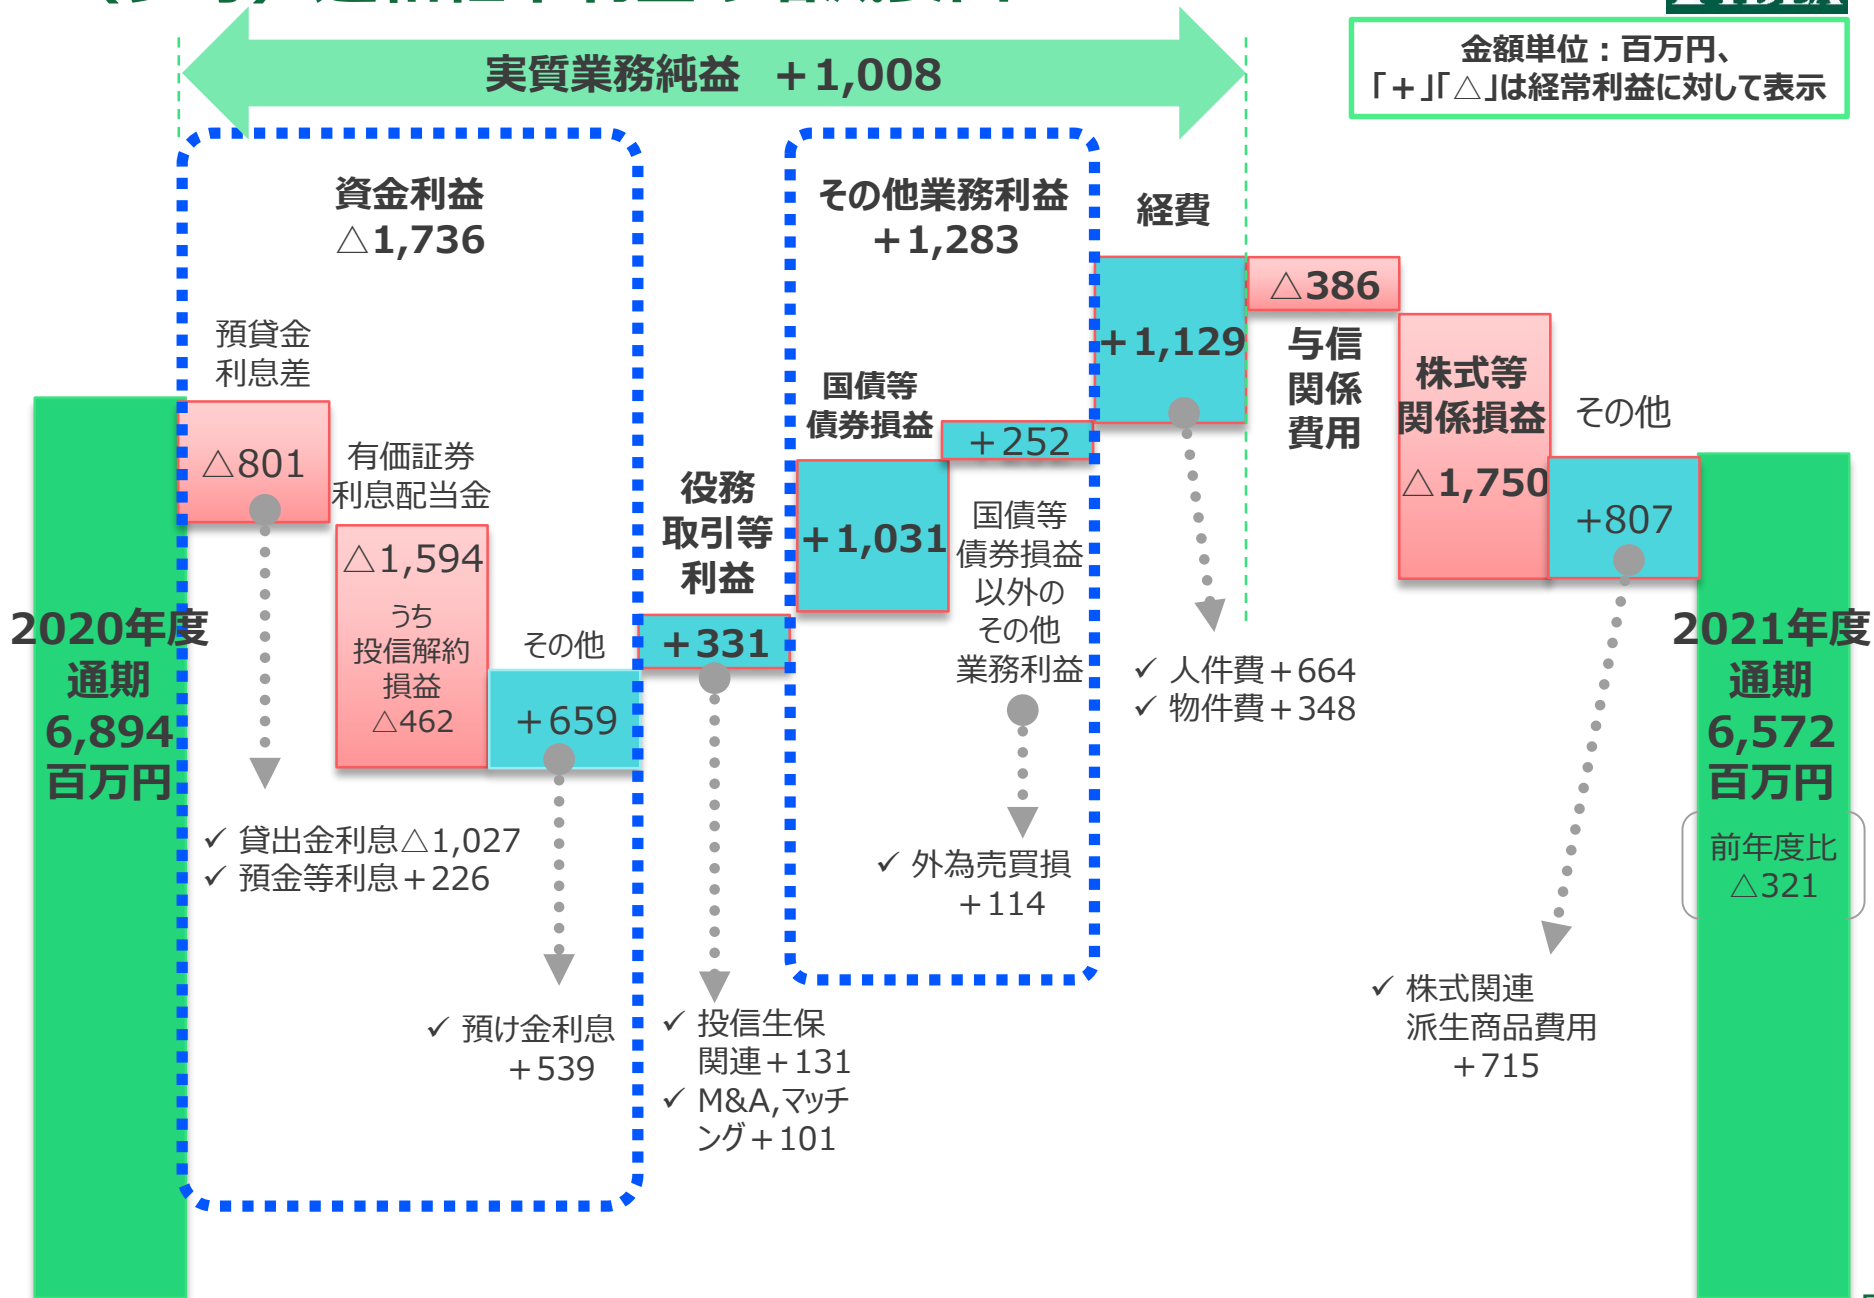 実質業務純益 +1,008
金額単位：百万円、
「+」「△」は経常利益に対して表示
資金利益
△1,736
預貸金
利息差
△801
有価証券
利息配当金
△1,594
うち
投信解約
損益
△462
その他
+659
役務
取引等
利益
+331
その他業務利益
+1,283
国債等
債券損益
+1,031
+252
国債等
債券損益
以外の
その他
業務利益
経費
+1,129
△386
与信
関係
費用
株式等
関係損益
△1,750
その他
+807
2020年度
通期
6,894
百万円
2021年度
通期
6,572
百万円
前年度比
△321
✓ 貸出金利息△1,027
✓ 預金等利息+226
✓ 預け金利息
+539
✓ 投信生保
関連+131
✓ M&A,マッチ
ング+101
✓ 外為売買損
+114
✓ 人件費+664
✓ 物件費+348
✓ 株式関連
派生商品費用
+715